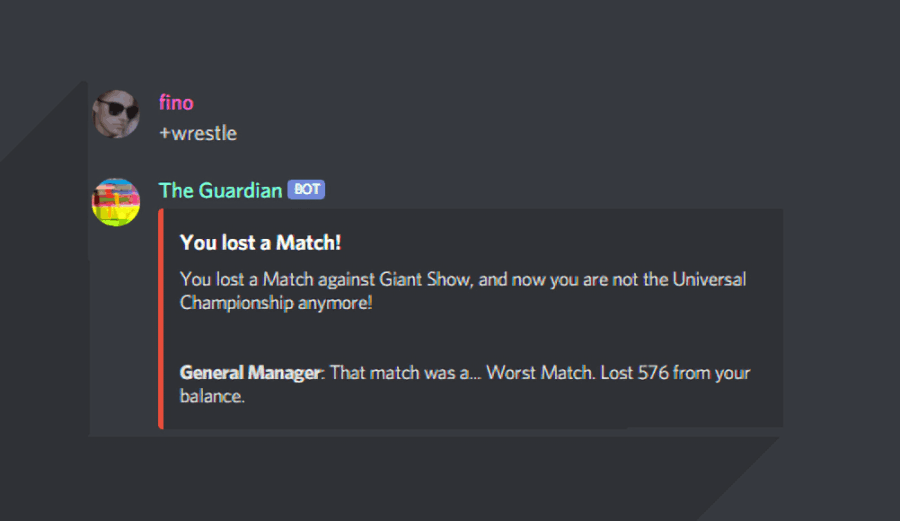 fino
+wrestle
The Guardian BOT
You lost a Match!
You lost a Match against Giant Show, and now you are not the Universal
Championship anymore!
General Manager: That match was a... Worst Match. Lost 576 from your
balance.